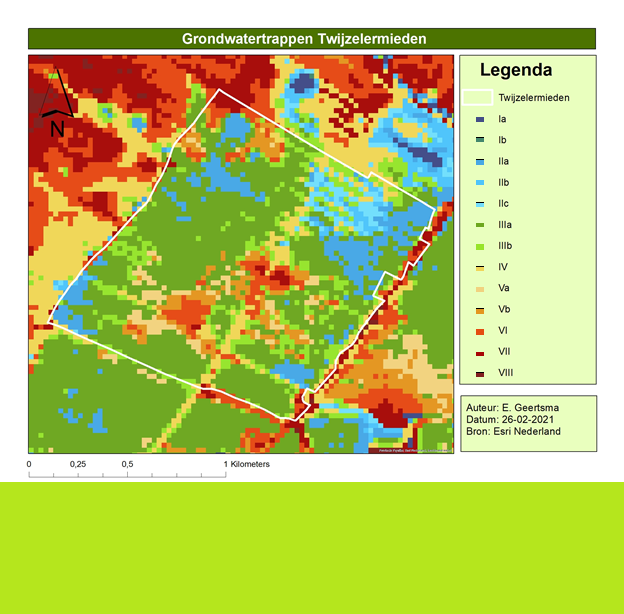 Grondwatertrappen Twijzelermieden
N
Legenda
Twijzelermieden
Ia
Ib
IIa
IIb
IIc
IIIa
IIIb
IV
Va
Vb
VI
VII
VIII
Auteur: E. Geertsma
Datum: 26-02-2021
Bron: Esri Nederland
0 0,25 0,5 1 Kilometers